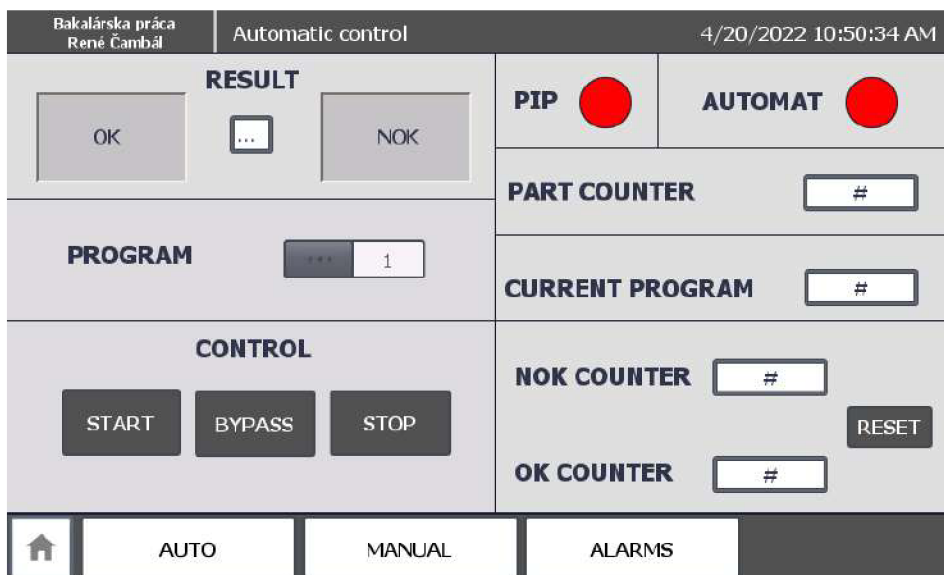 Bakalárska práca
René Čambál
Automatic control
4/20/2022 10:50:34 AM
RESULT
OK
...
NOK
PIP
AUTOMAT
PART COUNTER
#
PROGRAM
...
1
CURRENT PROGRAM
#
CONTROL
START
BYPASS
STOP
NOK COUNTER
#
RESET
OK COUNTER
#
AUTO
MANUAL
ALARMS